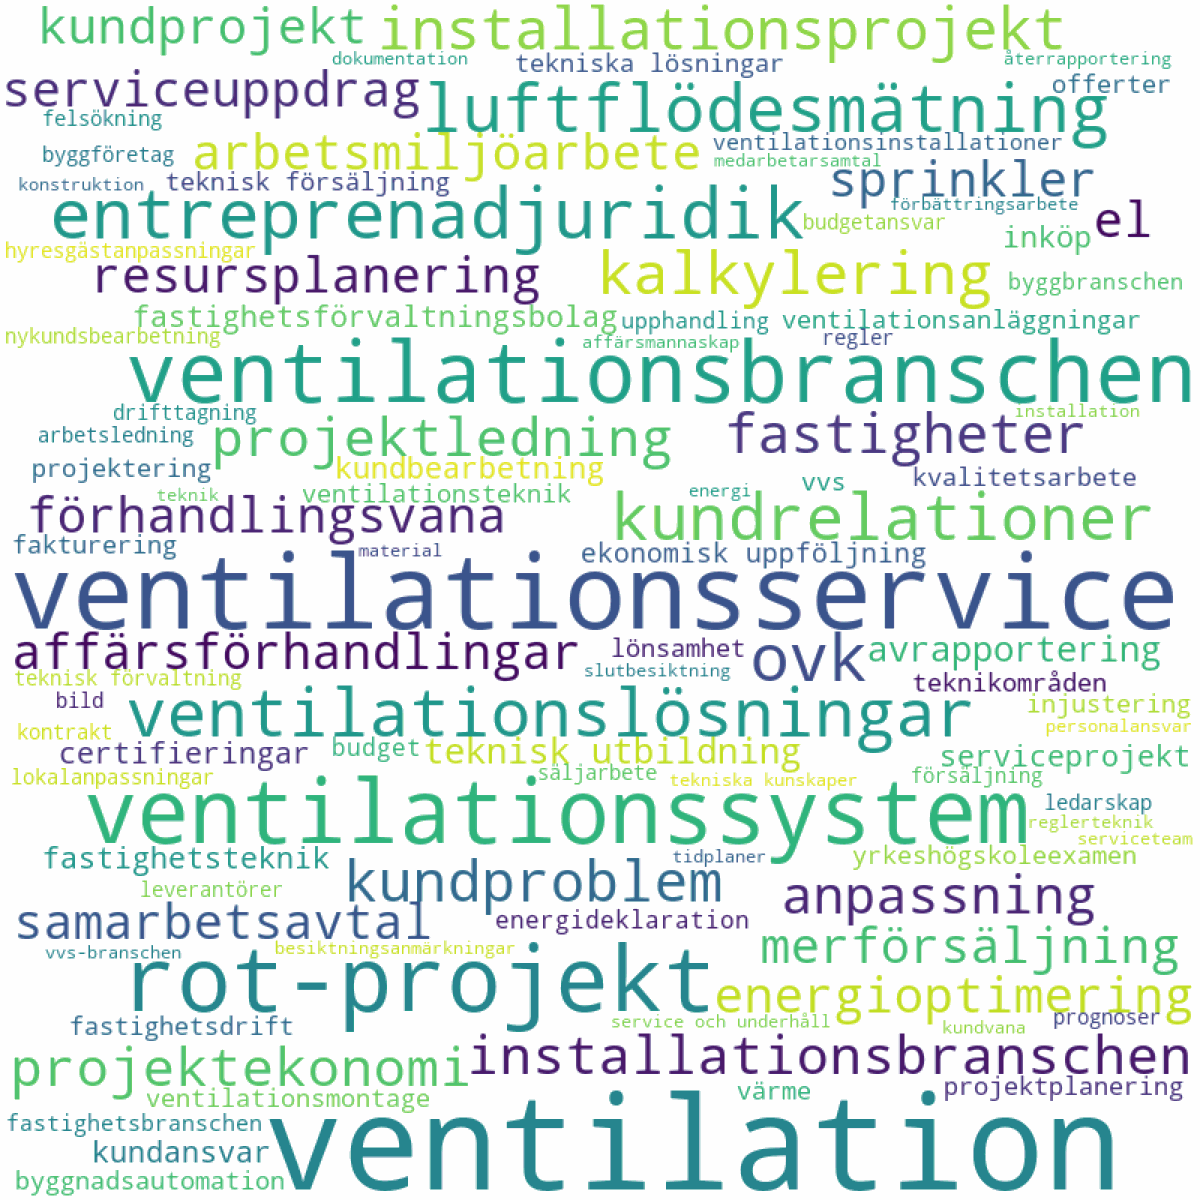 kundprojekt installationsprojekt
dokumentation tekniska lösningar återrapportering
serviceuppdrag luftflödesmätning offerter
felsökning
byggföretag arbetsmiljöarbete ventilationsinstallationer
medarbetarsamtal
konstruktion teknisk försäljning sprinkler
entreprenadjuridik förbättringsarbete
budgetansvar el
hyresgästanpassningar inköp
resursplanering kalkylering byggbranschen
fastighetsförvaltningsbolag upphandling ventilationsanläggningar
nykundsbearbetning affärsmannaskap regler
ventilationsbranschen
drifttagning installation
arbetsledning projektledning fastigheter
projektering kundbearbetning kvalitetsarbete
teknik ventilationsteknik energi vvs
förhandlingsvana kundrelationer
fakturering material ekonomisk uppföljning
ventilationsservice
affärsförhandlingar lönsamhet ovk avrapportering
teknisk förvaltning slutbesiktning teknikområden
bild ventilationslösningar injustering
kontrakt personalansvar
certifieringar budget teknisk utbildning serviceprojekt
lokalanpassningar säljarbete tekniska kunskaper försäljning
ventilationssystem ledarskap
reglerteknik
serviceteam
fastighetsteknik tidplaner yrkeshögskoleexamen
leverantörer kundproblem anpassning
samarbetsavtal energideklaration
vvs-branschen besiktningsanmärkningar merförsäljning
rot-projekt energioptimering
fastighetsdrift service och underhåll kundvana prognoser
projektekonomi installationsbranschen
ventilationsmontage värme projektplanering
fastighetsbranschen ventilation
kundansvar
byggnadsautomation